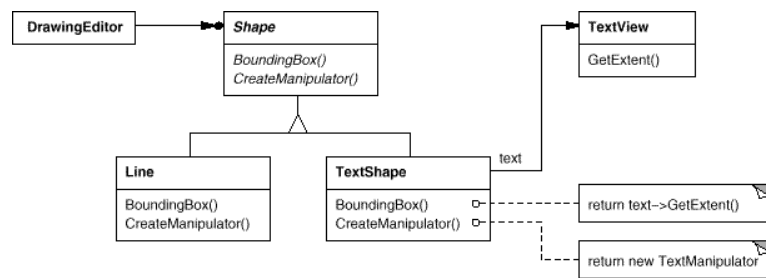 DrawingEditor
Shape
BoundingBox()
CreateManipulator()
TextView
GetExtent()
Line
BoundingBox()
CreateManipulator()
TextShape
BoundingBox()
CreateManipulator()
text
return text->GetExtent()
return new TextManipulator